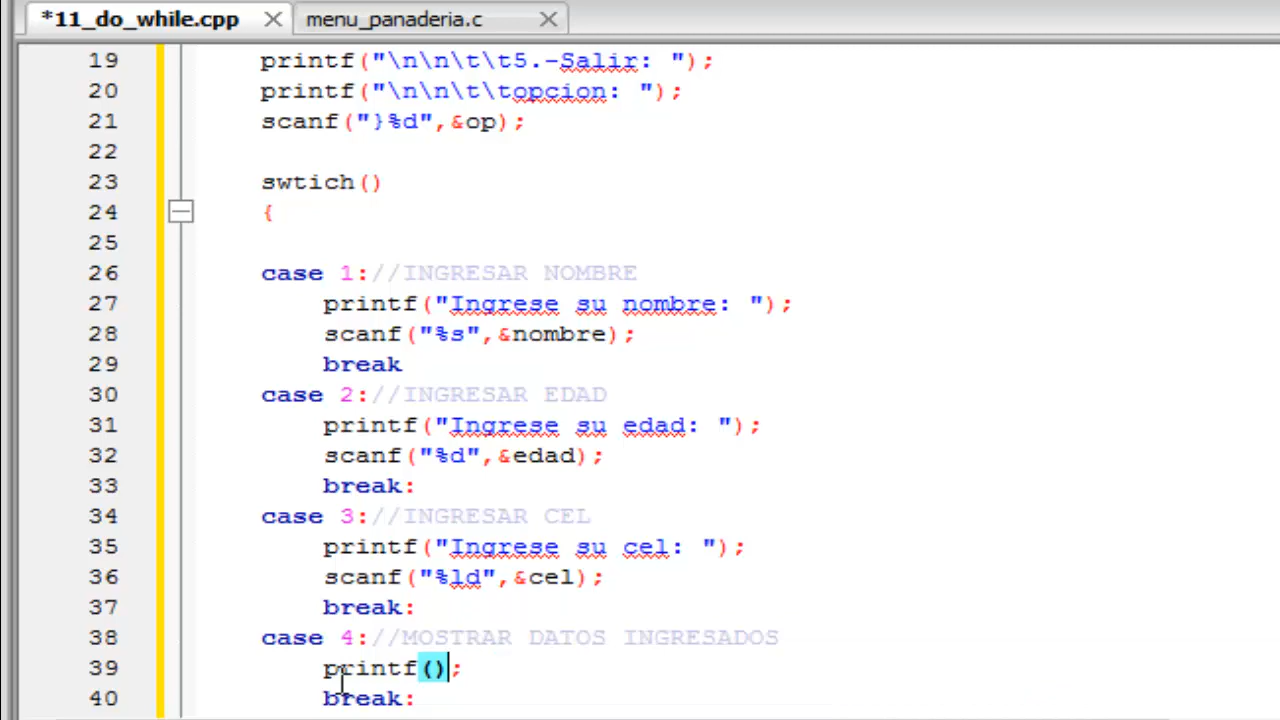 *11_do_while.cpp menu_panaderia.c
19 printf("\n\n\t\t5.-Salir: ");
20 printf("\n\n\t\topcion: ");
21 scanf("}%d",&op);
22
23 swtich()
24 {
25
26 case 1://INGRESAR NOMBRE
27 printf("Ingrese su nombre: ");
28 scanf("%s",&nombre);
29 break
30 case 2://INGRESAR EDAD
31 printf("Ingrese su edad: ");
32 scanf("%d",&edad);
33 break:
34 case 3://INGRESAR CEL
35 printf("Ingrese su cel: ");
36 scanf("%ld",&cel);
37 break:
38 case 4://MOSTRAR DATOS INGRESADOS
39 printf();
40 break: